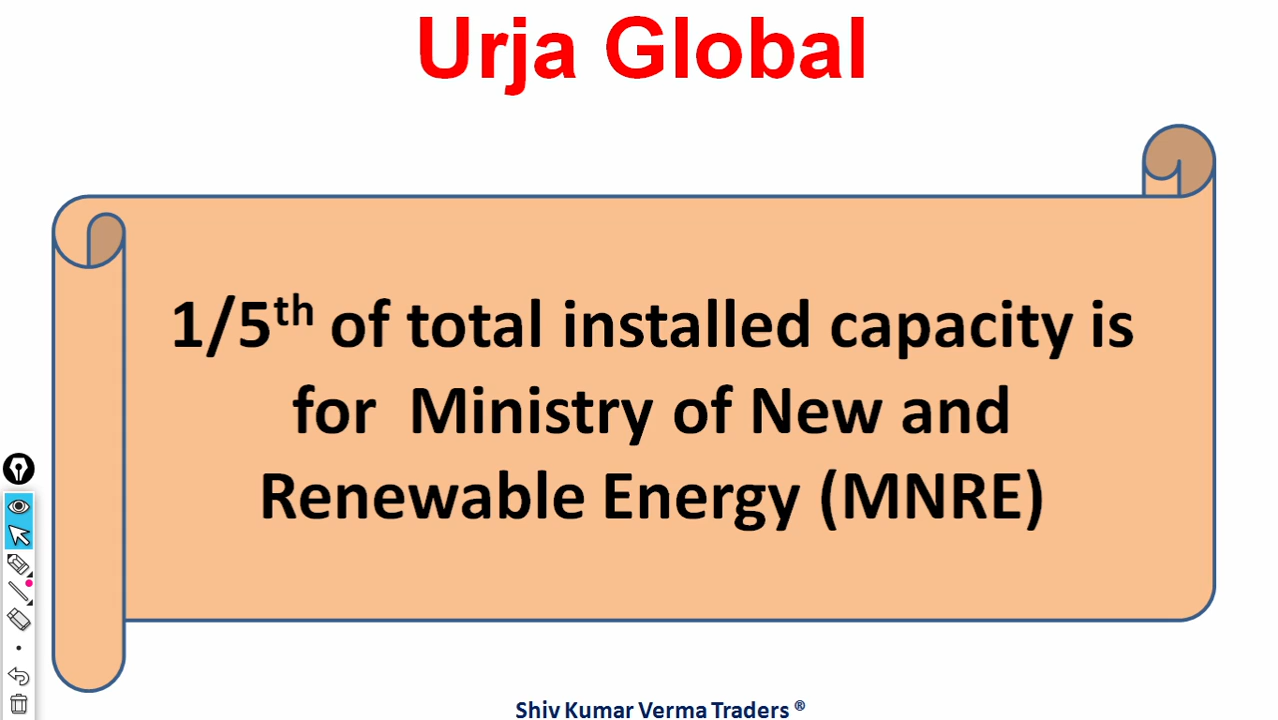 Urja Global
1/5th of total installed capacity is
for Ministry of New and
Renewable Energy (MNRE)
Shiv Kumar Verma Traders ®